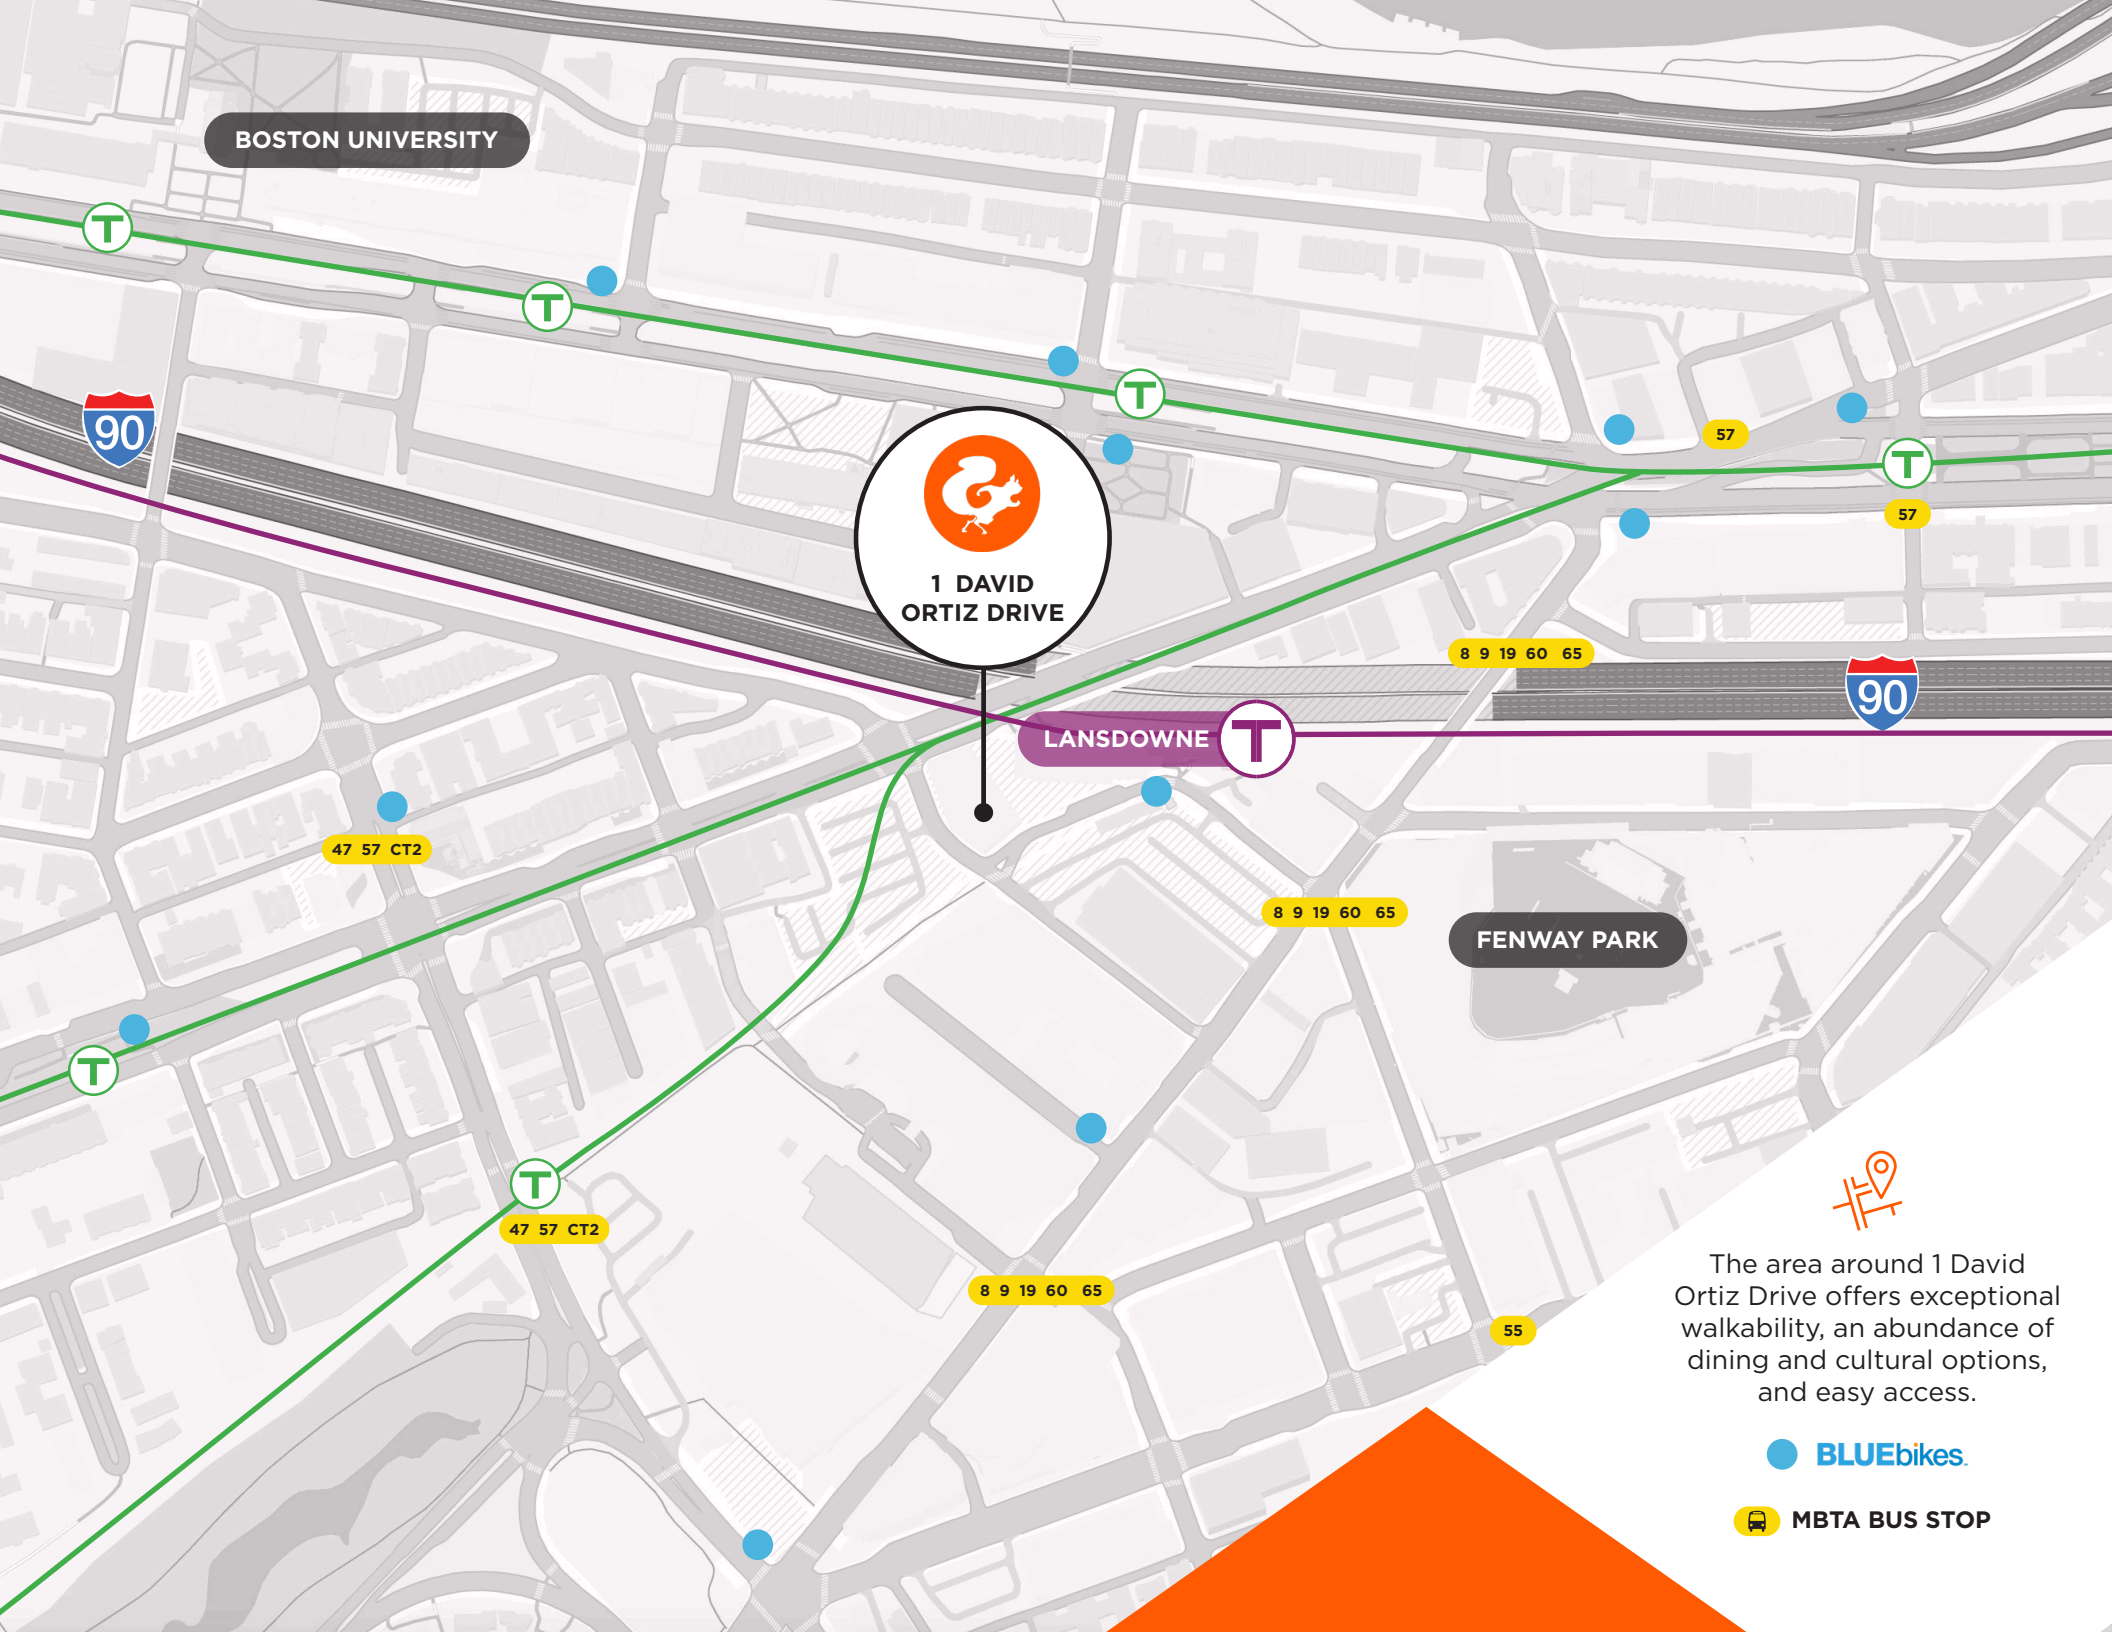 BOSTON UNIVERSITY
T
T
T
90
57
T
57
1 DAVID
ORTIZ DRIVE
8 9 19 60 65
90
LANSDOWNE T
47 57 CT2
8 9 19 60 65
FENWAY PARK
T
T
47 57 CT2
8 9 19 60 65
55
The area around 1 David
Ortiz Drive offers exceptional
walkability, an abundance of
dining and cultural options,
and easy access.
BLUEbikes
MBTA BUS STOP